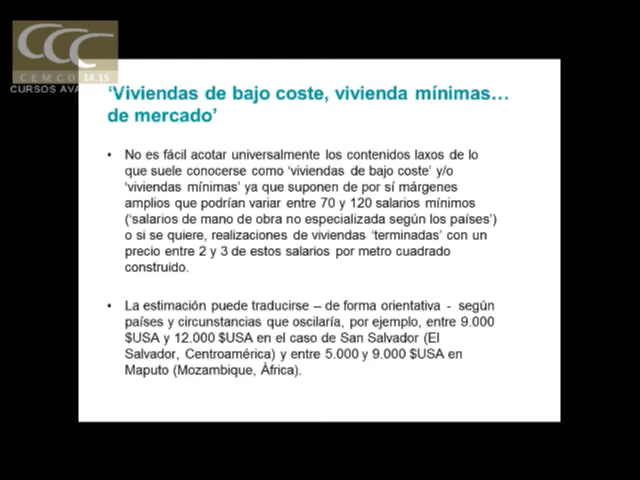 CCC
CEMCO 14.15
CURSOS AVA
‘Viviendas de bajo coste, vivienda mínimas…
de mercado’
• No es fácil acotar universalmente los contenidos laxos de lo
que suele conocerse como ‘viviendas de bajo coste’ y/o
‘viviendas mínimas’ ya que suponen de por sí márgenes
amplios que podrían variar entre 70 y 120 salarios mínimos
(‘salarios de mano de obra no especializada según los países’)
o si se quiere, realizaciones de viviendas ‘terminadas’ con un
precio entre 2 y 3 de estos salarios por metro cuadrado
construido.
• La estimación puede traducirse – de forma orientativa - según
países y circunstancias que oscilaría, por ejemplo, entre 9.000
$USA y 12.000 $USA en el caso de San Salvador (El
Salvador, Centroamérica) y entre 5.000 y 9.000 $USA en
Maputo (Mozambique, África).